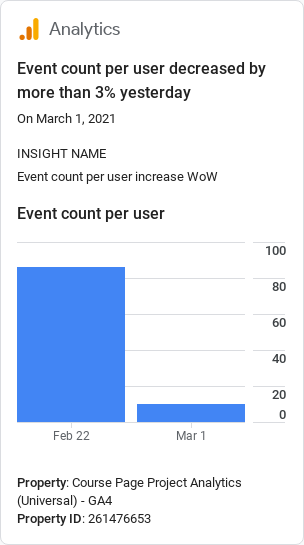 Analytics
Event count per user decreased by
more than 3% yesterday
On March 1, 2021
INSIGHT NAME
Event count per user increase WoW
Event count per user
100
80
60
40
20
0
Feb 22
Mar 1
Property: Course Page Project Analytics
(Universal) - GA4
Property ID: 261476653